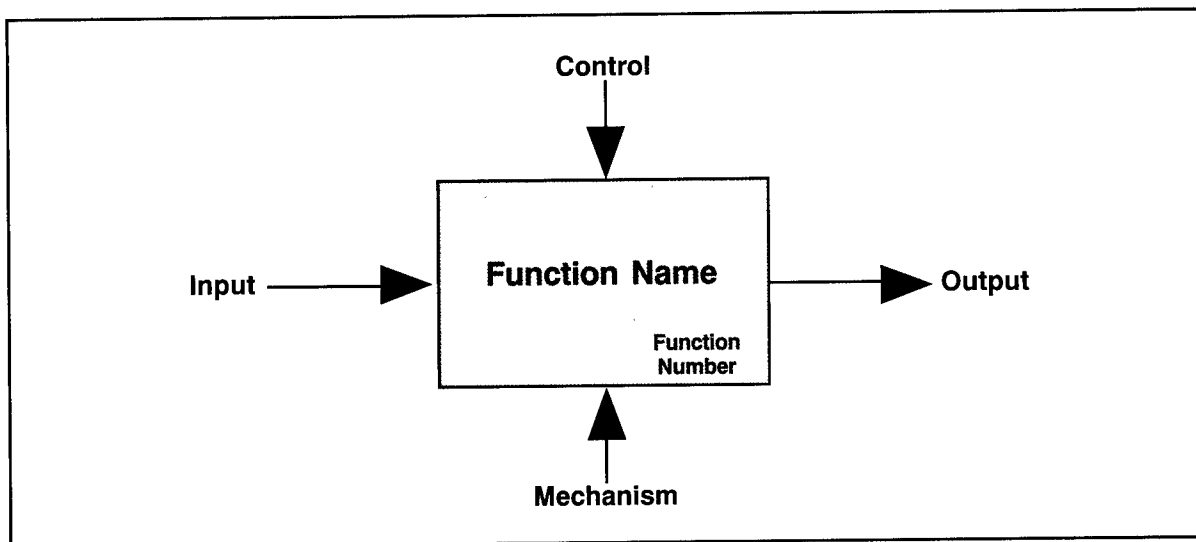 Control
Input
Function Name
Output
Function
Number
Mechanism